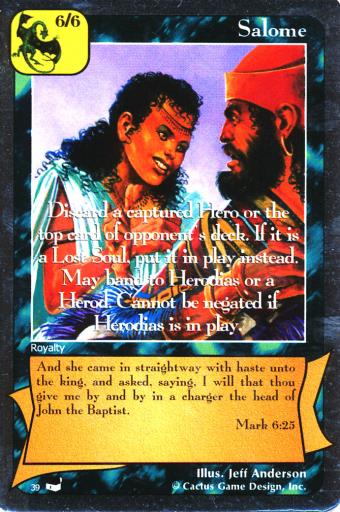 6/6
Salome
Discard a captured Hero or the
top card of opponent's deck. If it is
a Lost Soul, put it in play instead.
May band to Herodias or a
Herod. Cannot be negated if
Herodias is in play.
Royalty
And she came in straightway with haste unto
the king, and asked, saying, I will that thou
give me by and by in a charger the head of
John the Baptist.
Mark 6:25
Illus. Jeff Anderson
39
© Cactus Game Design, Inc.